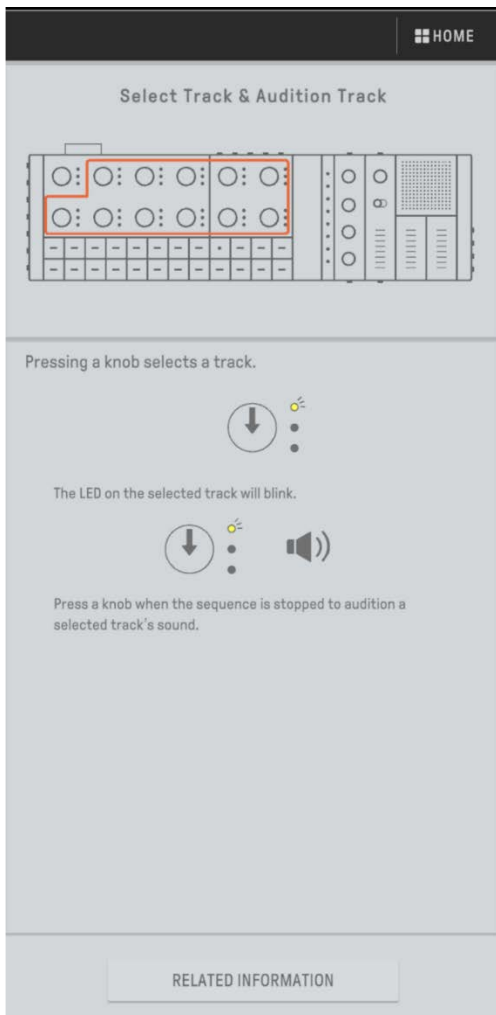 HOME
Select Track & Audition Track
Pressing a knob selects a track.
The LED on the selected track will blink.
Press a knob when the sequence is stopped to audition a
selected track's sound.
RELATED INFORMATION